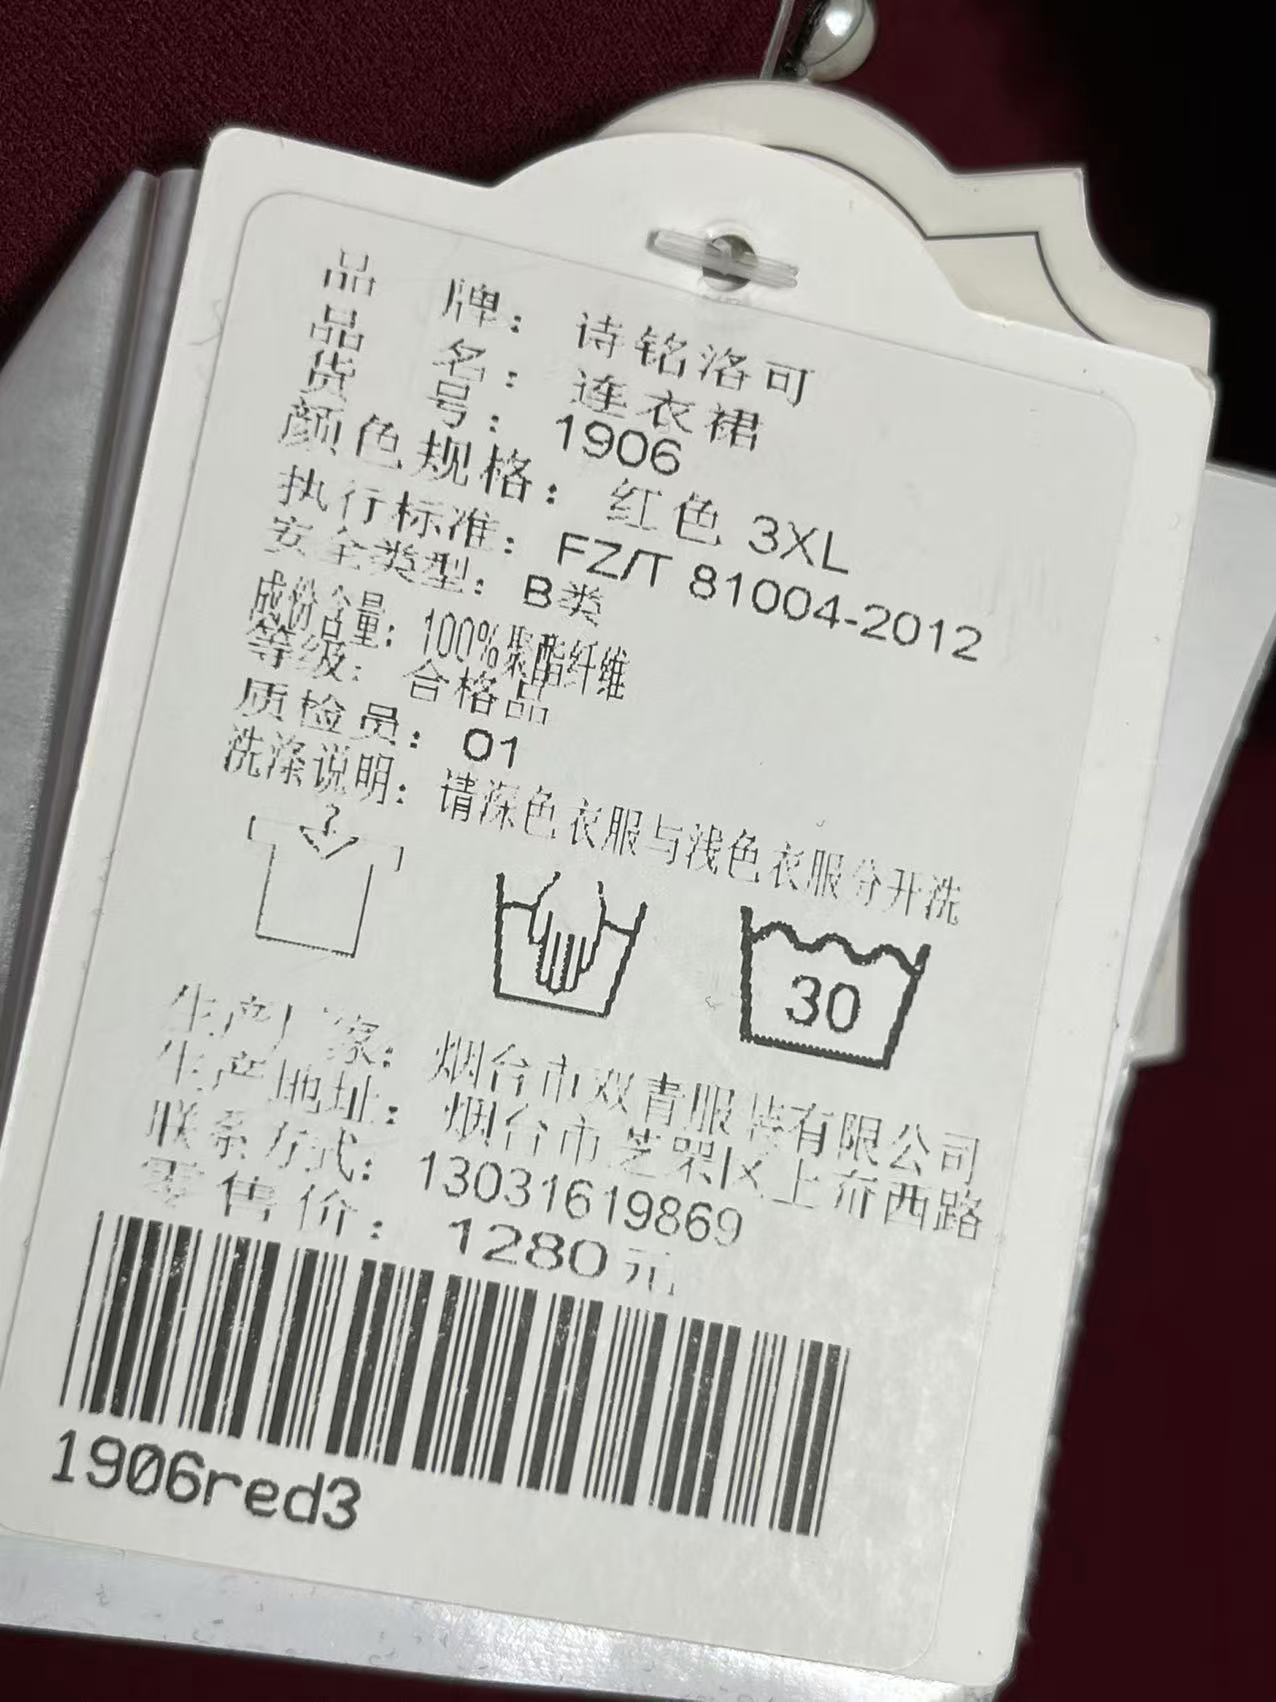 品 牌：诗铭洛可
品 名：连衣裙
货 号：1906
颜色规格：红色 3XL
执行标准：FZ/T 81004-2012
安全类型：B类
成份含量：100%聚酯纤维
等级：合格品
质检员：01
洗涤说明：请深色衣服与浅色衣服分开洗
30
生产厂家：烟台市双青服装有限公司
生产地址：烟台市芝罘区上夼西路
联系方式：13031619869
零售价：1280元
1906red3